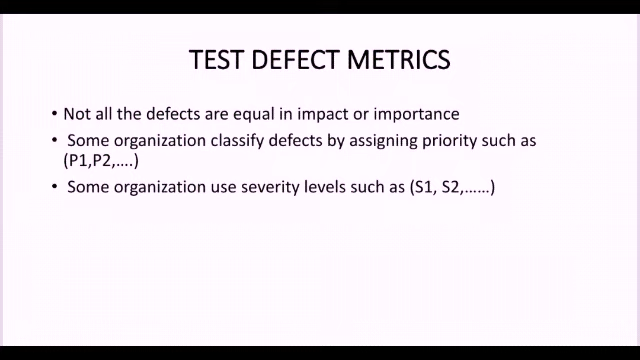 TEST DEFECT METRICS
• Not all the defects are equal in impact or importance
• Some organization classify defects by assigning priority such as
(P1,P2,....)
• Some organization use severity levels such as (S1, S2,......)